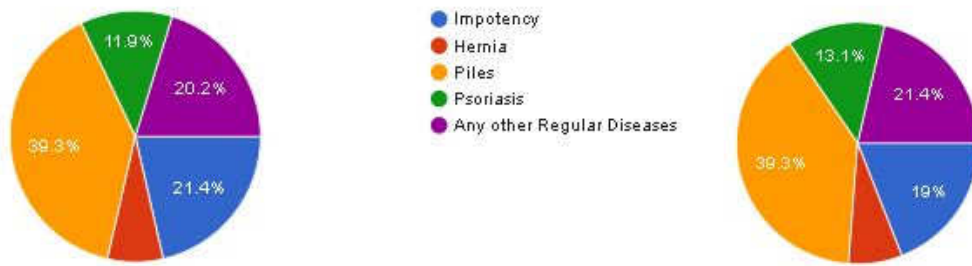 11.9%
20.2%
39.3%
21.4%
Impotency
Hernia
Piles
Psoriasis
Any other Regular Diseases
13.1%
21.4%
39.3%
19%